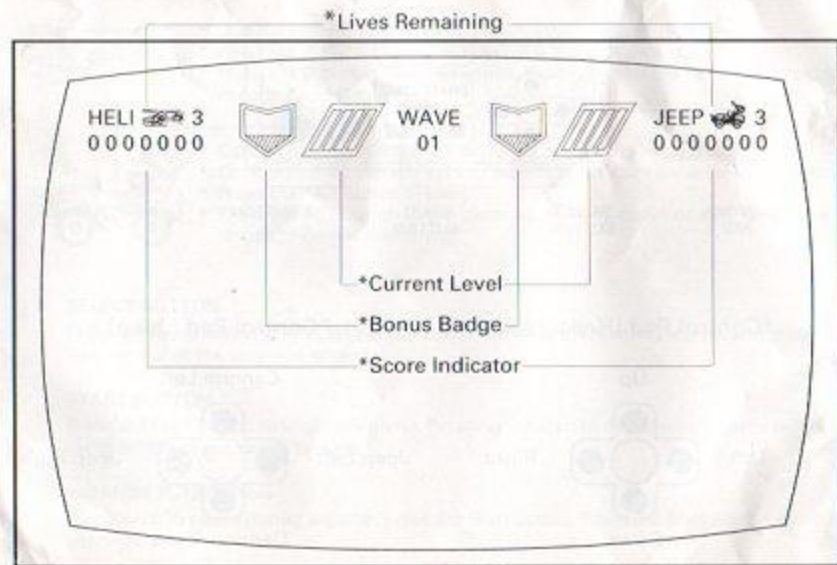 *Lives Remaining
HELI 3 WAVE JEEP 3
0000000 01 0000000
*Current Level
*Bonus Badge
*Score Indicator